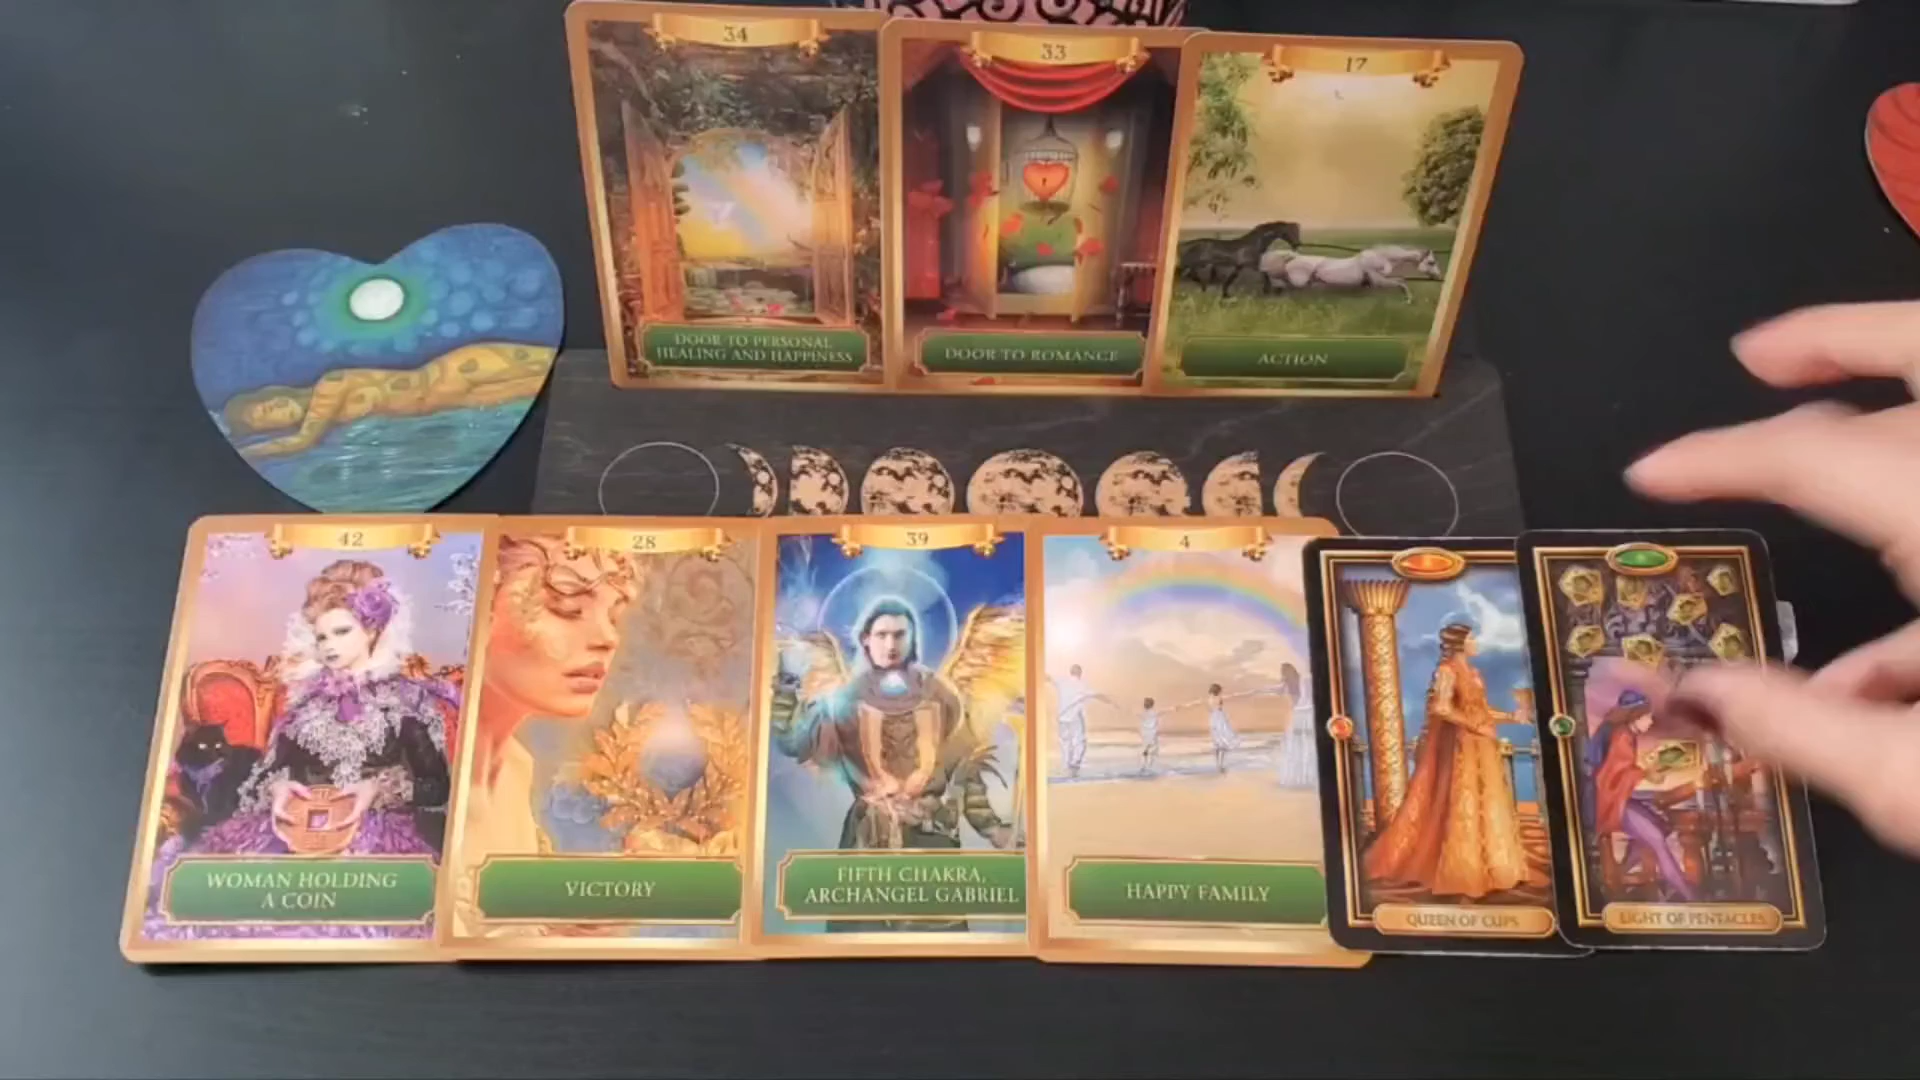 34
DOOR TO PERSONAL
HEALING AND HAPPINESS
33
DOOR TO ROMANCE
17
ACTION
42
WOMAN HOLDING
A COIN
28
VICTORY
39
FIFTH CHAKRA,
ARCHANGEL GABRIEL
4
HAPPY FAMILY
QUEEN OF CUPS
EIGHT OF PENTACLES